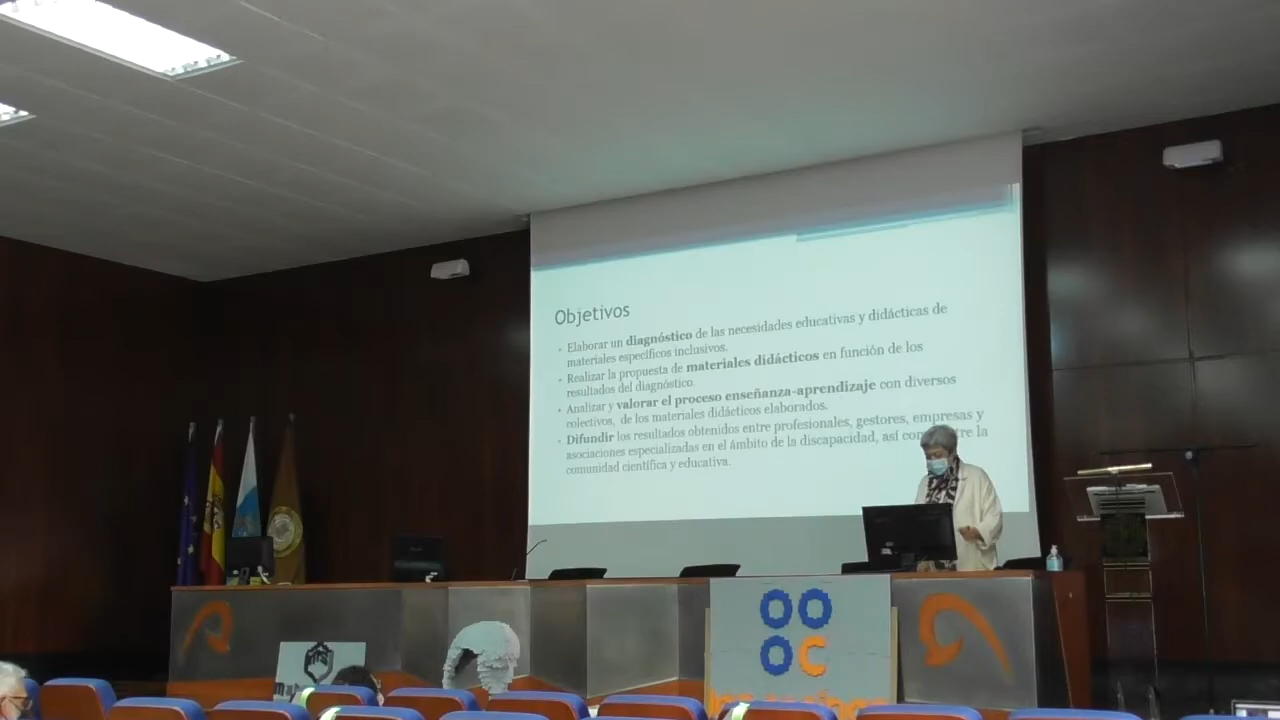 Objetivos
• Elaborar un diagnóstico de las necesidades educativas y didácticas de
materiales específicos inclusivos.
• Realizar la propuesta de materiales didácticos en función de los
resultados del diagnóstico.
• Analizar y valorar el proceso enseñanza-aprendizaje con diversos
colectivos, de los materiales didácticos elaborados.
• Difundir los resultados obtenidos entre profesionales, gestores, empresas y
asociaciones especializadas en el ámbito de la discapacidad, así la
comunidad científica y educativa.